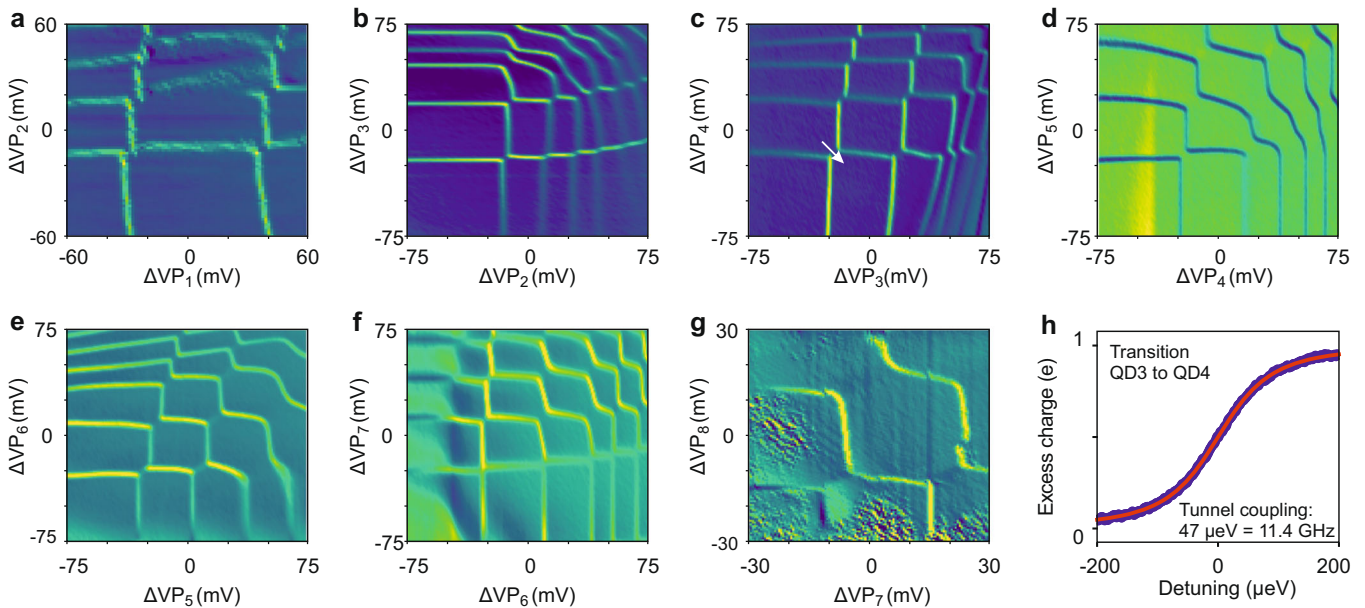 a
60
0
-60
ΔVP₂ (mV)
-60 0 60
ΔVP₁ (mV)
b
75
0
-75
ΔVP₃ (mV)
-75 0 75
ΔVP₂ (mV)
c
75
0
-75
ΔVP₄ (mV)
-75 0 75
ΔVP₃(mV)
d
75
0
-75
ΔVP₅ (mV)
-75 0 75
ΔVP₄ (mV)
e
75
0
-75
ΔVP₆ (mV)
-75 0 75
ΔVP₅ (mV)
f
75
0
-75
ΔVP₇ (mV)
-75 0 75
ΔVP₆ (mV)
g
30
0
-30
ΔVP₈ (mV)
-30 0 30
ΔVP₇ (mV)
h
1
0
Excess charge (e)
Transition
QD3 to QD4
Tunnel coupling:
47 µeV = 11.4 GHz
-200 0 200
Detuning (µeV)